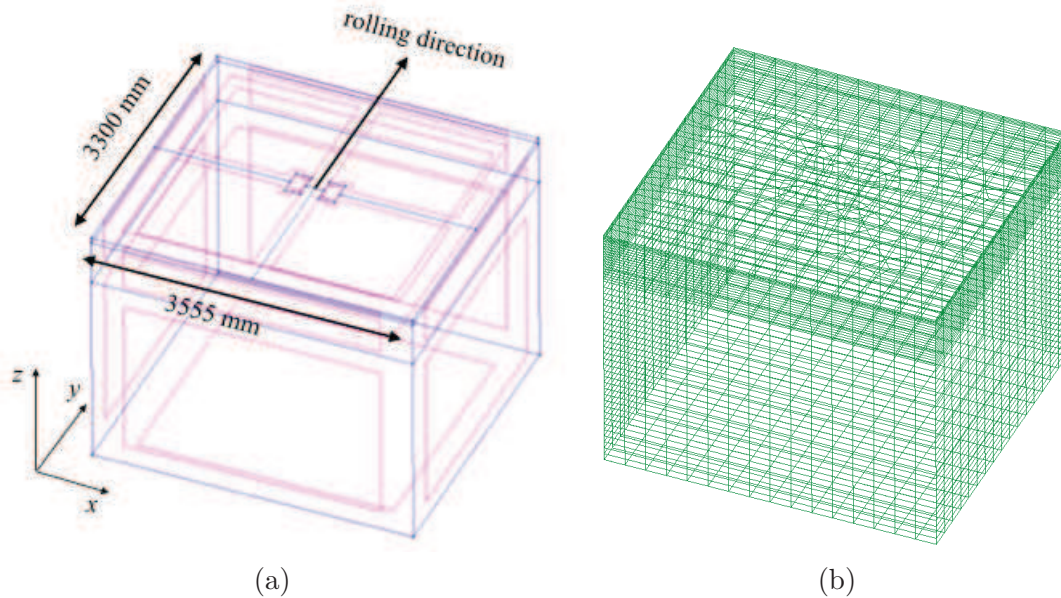 rolling direction
3300 mm
3555 mm
z
y
x
(a)
(b)